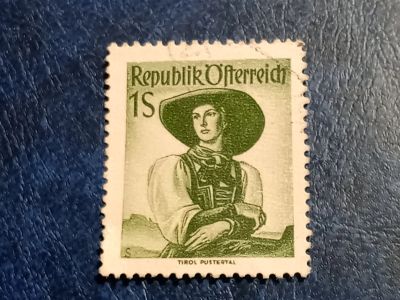 Republik Österreich
1S
S
TIROL PUSTERTAL